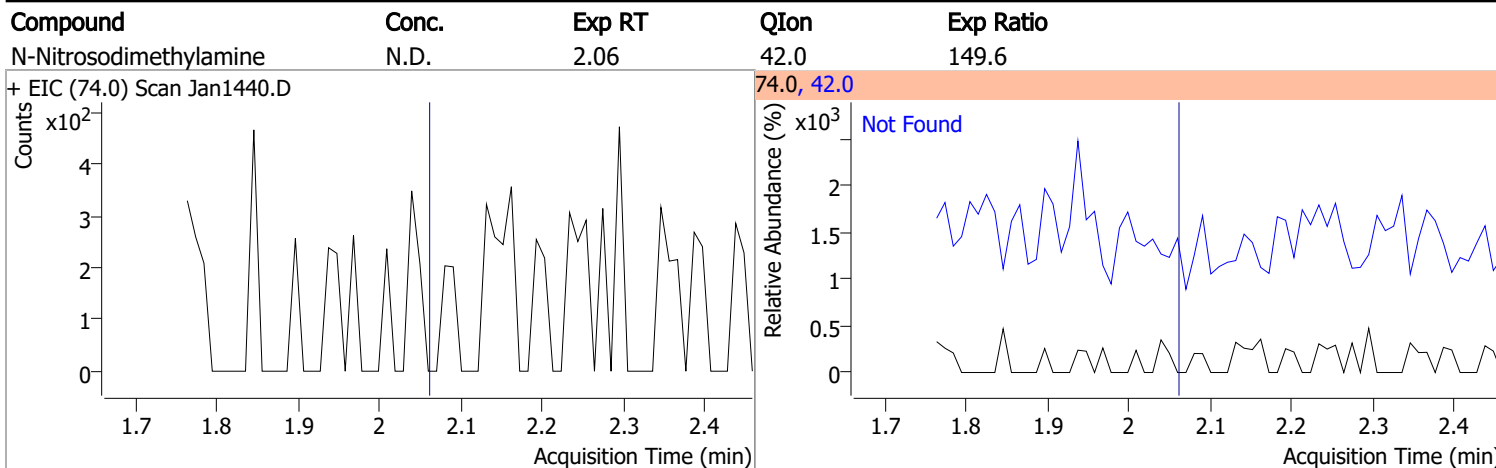 Compound Conc. Exp RT QIon Exp Ratio
N-Nitrosodimethylamine N.D. 2.06 42.0 149.6
+ EIC (74.0) Scan Jan1440.D
Counts
x10²
4
3
2
1
0
1.7 1.8 1.9 2 2.1 2.2 2.3 2.4
Acquisition Time (min)
74.0, 42.0
Relative Abundance (%)
x10³
Not Found
2
1.5
1
0.5
0
1.7 1.8 1.9 2 2.1 2.2 2.3 2.4
Acquisition Time (min)